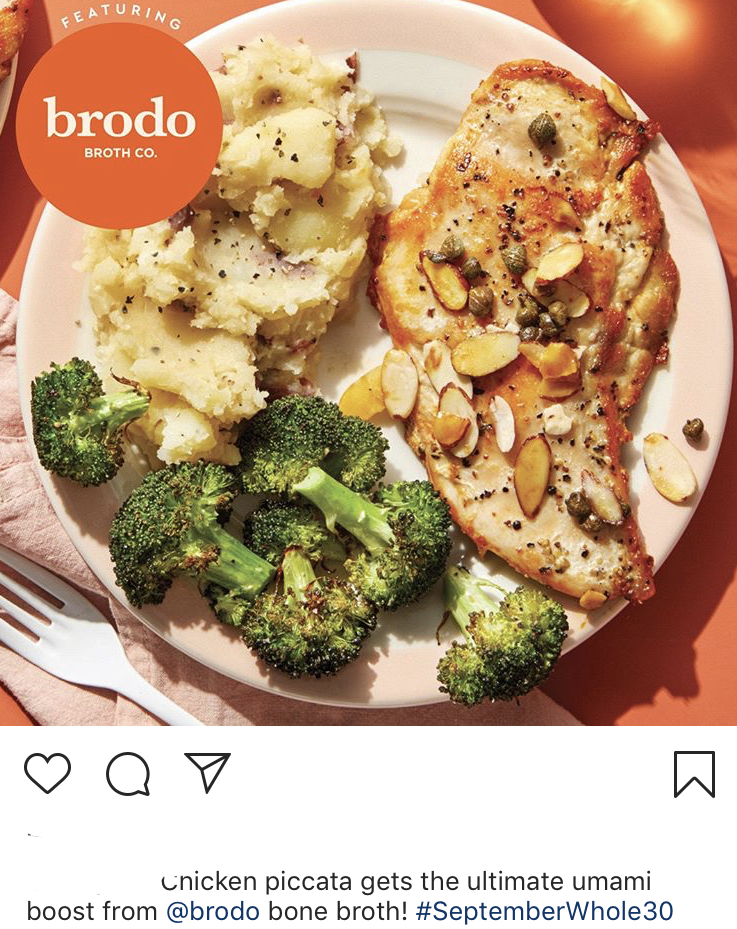 FEATURING
brodo
BROTH CO.
Chicken piccata gets the ultimate umami
boost from @brodo bone broth! #SeptemberWhole30